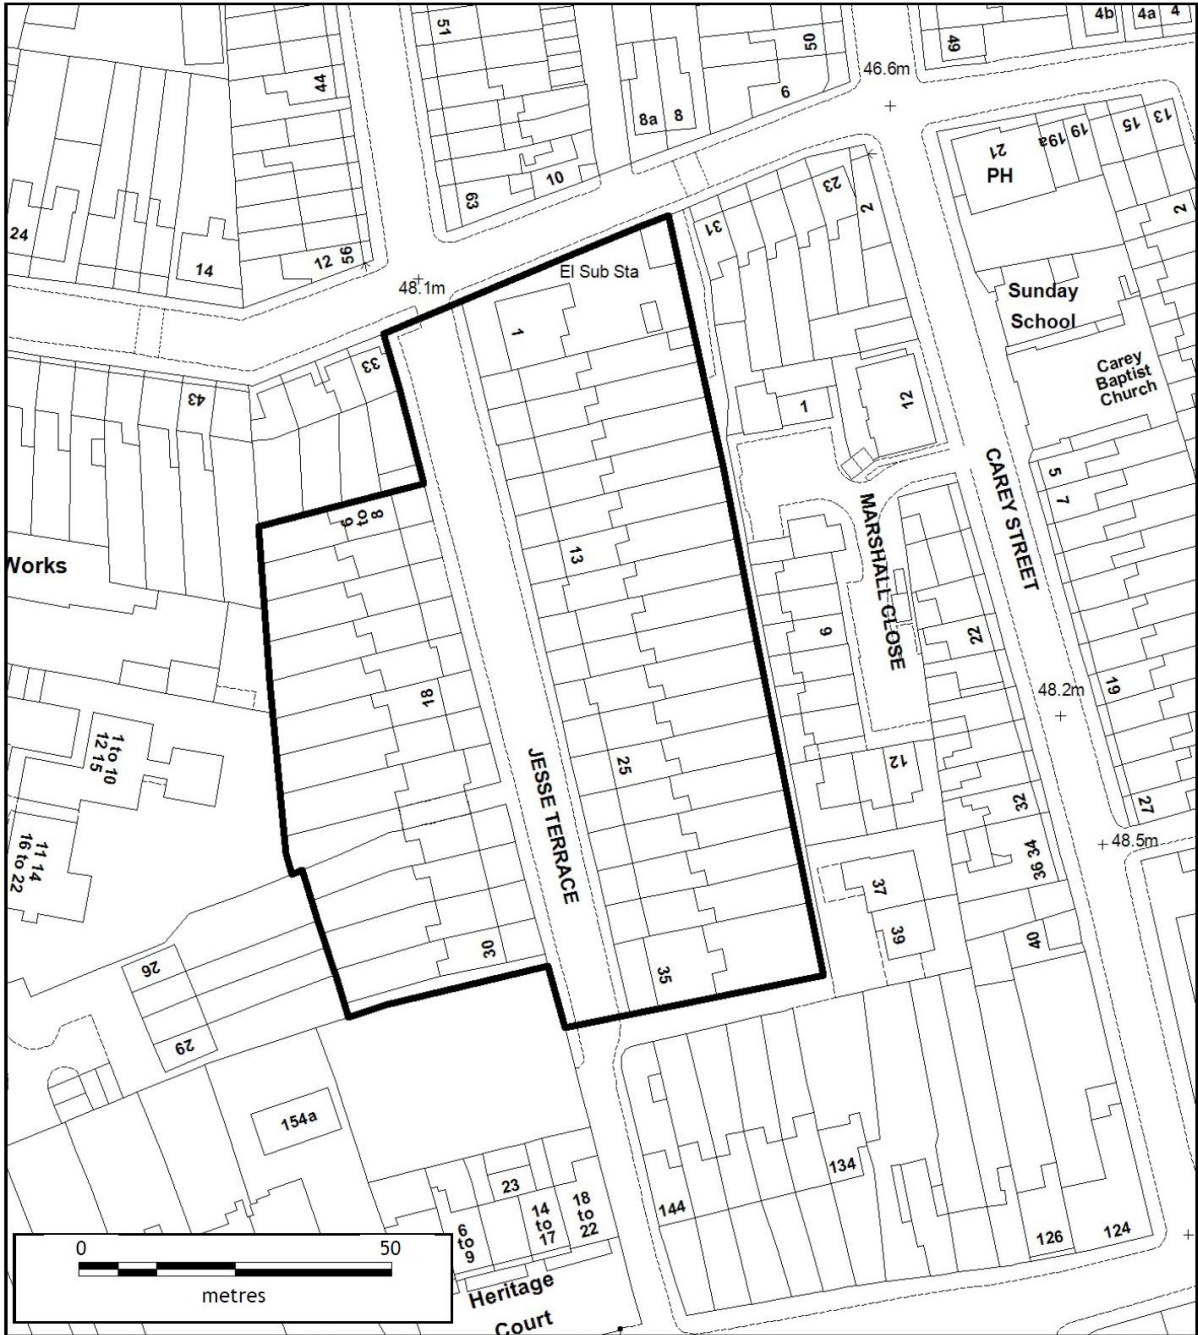 51
50
49
4b
4a
4
44
46.6m
6
8a
8
21
PH
19a
19
15
13
63
10
23
2
2
24
14
12
56
31
48.1m
El Sub Sta
1
Sunday
School
33
Carey
Baptist
Church
43
1
12
8
to
6
5
7
CAREY STREET
MARSHALL CLOSE
Works
13
9
22
18
19
48.2m
1 to 10
12 15
JESSE TERRACE
25
12
32
27
11 14
16 to 22
34
36
48.5m
37
39
40
30
35
26
29
154a
134
23
14
to
17
18
to
22
144
6
to
9
126
124
Heritage
Court
0
50
metres